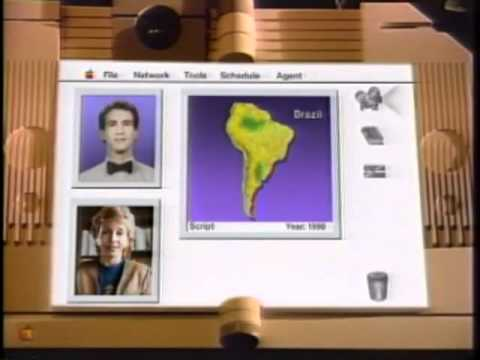 File Network Tools Schedule Agent
Brazil
Script Year: 1990